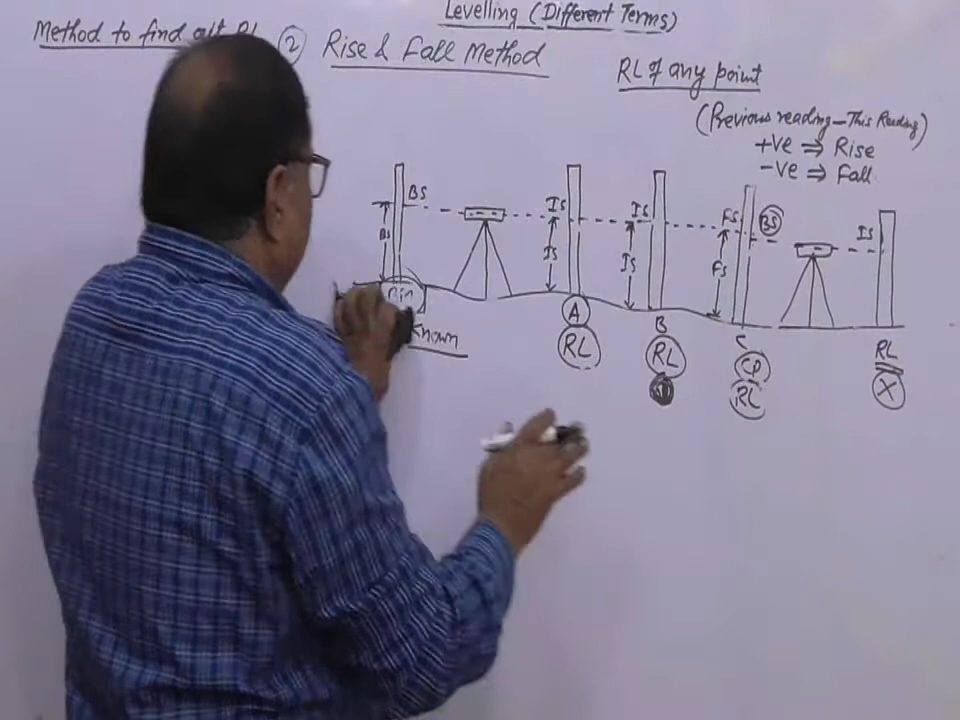 Levelling (Different Terms)
Method to find out RL
② Rise & Fall Method
RL of any point
(Previous reading - This Reading)
+ve ⇒ Rise
-ve ⇒ Fall
BS IS IS FS BS IS
BS IS IS FS
A B C
Known RL RL CP RL
RL X